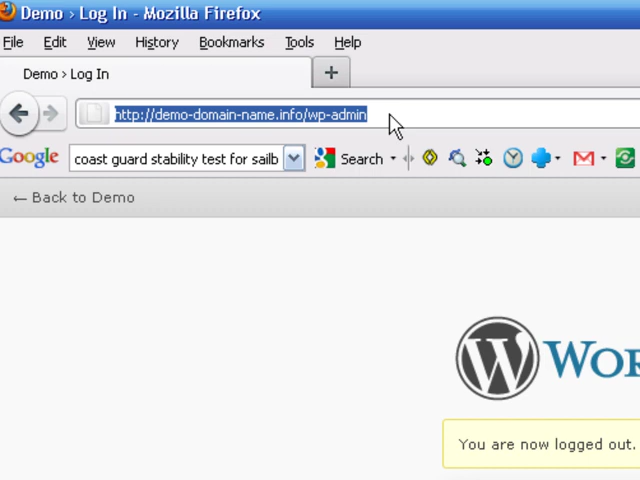 Demo › Log In - Mozilla Firefox
File Edit View History Bookmarks Tools Help
Demo › Log In
http://demo-domain-name.info/wp-admin
Google coast guard stability test for sailb Search
← Back to Demo
WOR
You are now logged out.